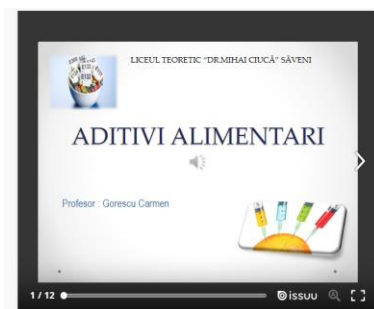 LICEUL TEORETIC "DR.MIHAI CIUCĂ" SĂVENI
ADITIVI ALIMENTARI
Profesor : Gorescu Carmen
1 / 12
issuu